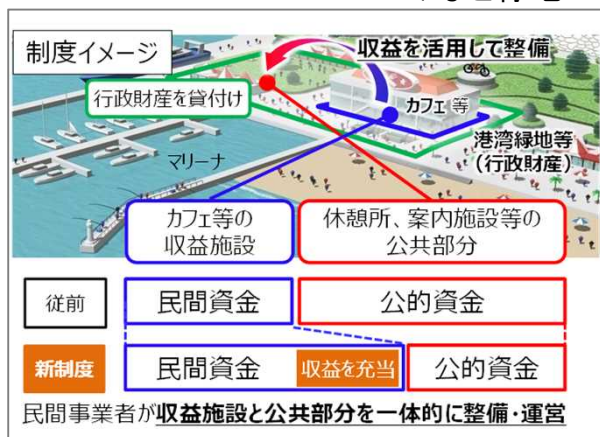 制度イメージ
収益を活用して整備
行政財産を貸付け
カフェ 等
港湾緑地等
(行政財産)
マリーナ
カフェ等の
収益施設
休憩所、案内施設等の
公共部分
従前
民間資金
公的資金
新制度
民間資金
収益を充当
公的資金
民間事業者が収益施設と公共部分を一体的に整備・運営